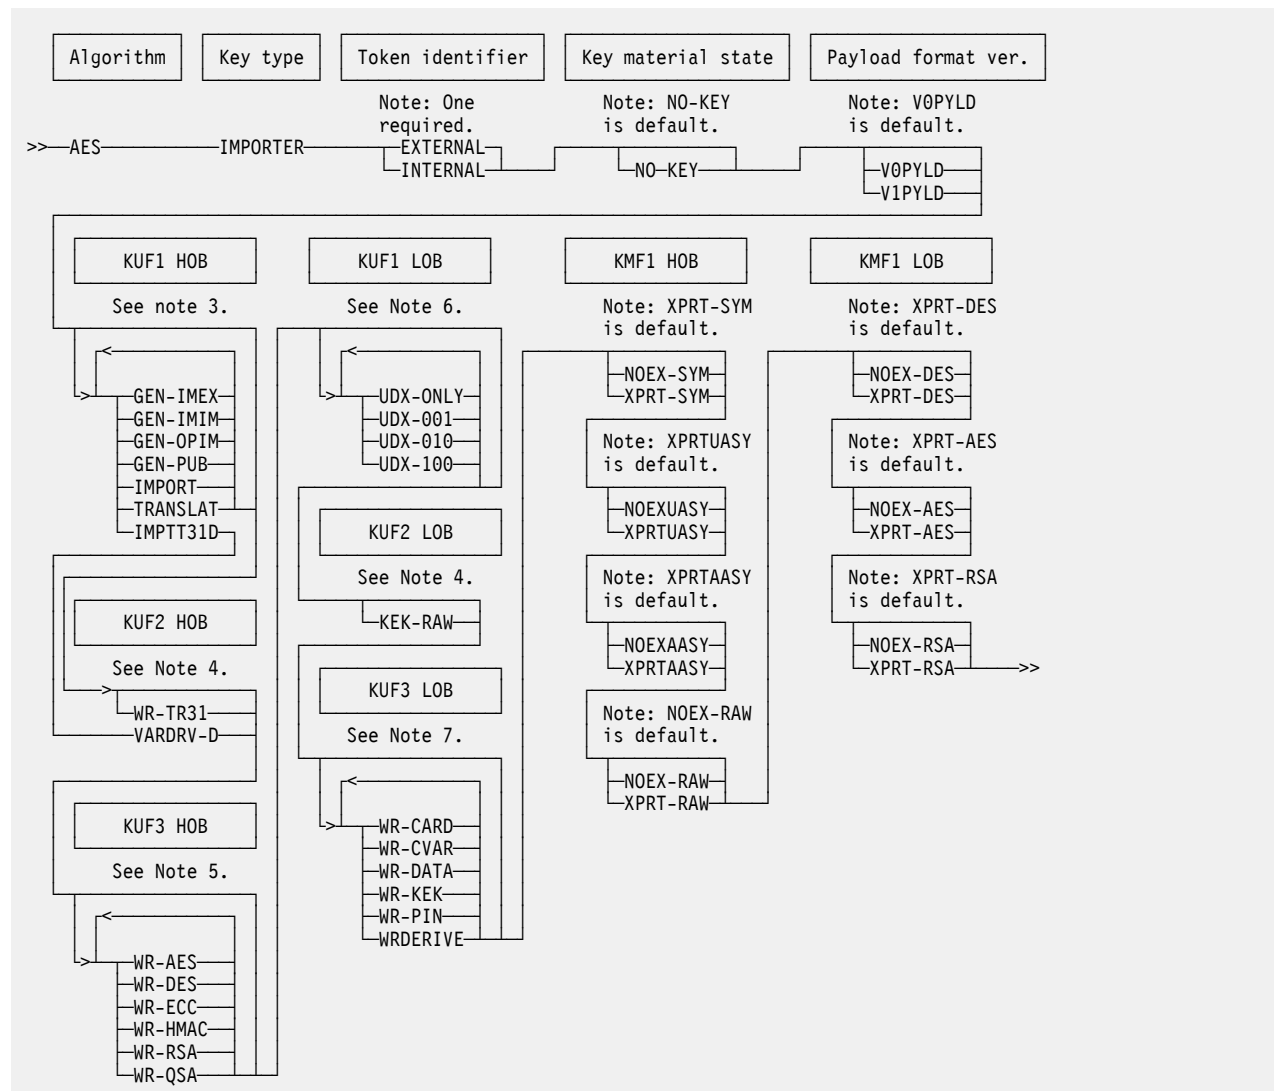 Algorithm Key type Token identifier Key material state Payload format ver.
Note: One Note: NO-KEY Note: V0PYLD
required. is default. is default.
>>—AES—IMPORTER—EXTERNAL
INTERNAL NO-KEY V0PYLD
V1PYLD
KUF1 HOB KUF1 LOB KMF1 HOB KMF1 LOB
See note 3. See Note 6. Note: XPRT-SYM Note: XPRT-DES
is default. is default.
< <
NOEX-SYM NOEX-DES
> GEN-IMEX > UDX-ONLY XPRT-SYM XPRT-DES
GEN-IMIM UDX-001
GEN-OPIM UDX-010 Note: XPRTUASY Note: XPRT-AES
GEN-PUB UDX-100 is default. is default.
IMPORT
TRANSLAT NOEXUASY NOEX-AES
IMPTT31D KUF2 LOB XPRTUASY XPRT-AES
See Note 4. Note: XPRTAASY Note: XPRT-RSA
is default. is default.
KUF2 HOB KEK-RAW
NOEXAASY NOEX-RSA
See Note 4. XPRTAASY XPRT-RSA—>>
> KUF3 LOB
WR-TR31 Note: NOEX-RAW
VARDRV-D See Note 7. is default.
< NOEX-RAW
XPRT-RAW
KUF3 HOB > WR-CARD
WR-CVAR
See Note 5. WR-DATA
WR-KEK
< WR-PIN
WRDERIVE
> WR-AES
WR-DES
WR-ECC
WR-HMAC
WR-RSA
WR-QSA